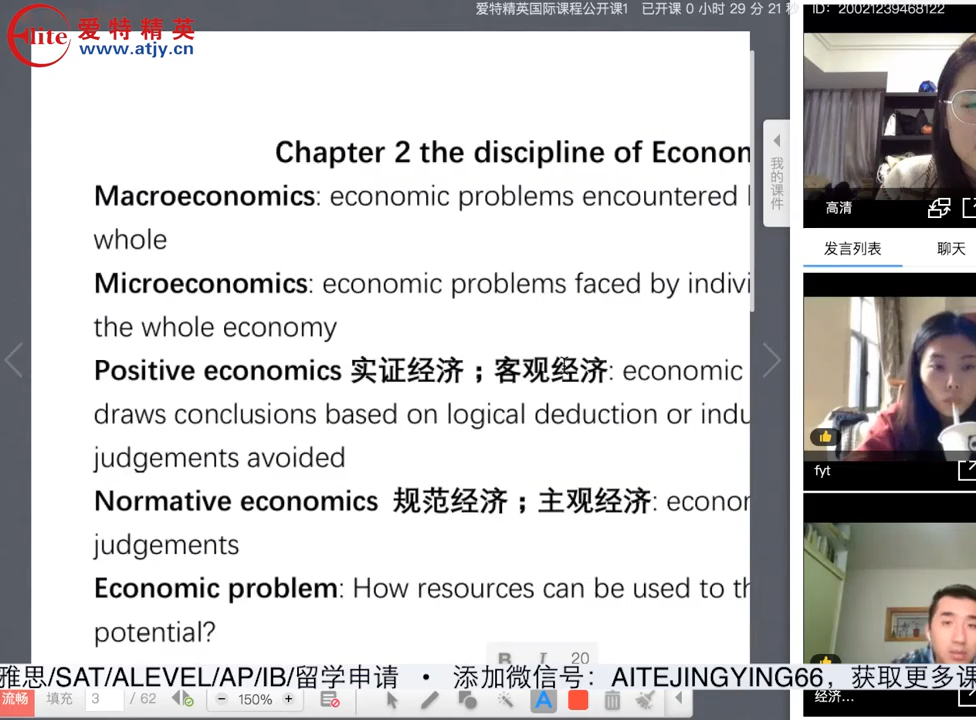 爱特精英国际课程公开课1 已开课 0 小时 29 分 21 秒 ID: 20021239468122
Elite 爱特精英
www.atjy.cn
Chapter 2 the discipline of Econom
Macroeconomics: economic problems encountered
whole
Microeconomics: economic problems faced by indivi
the whole economy
Positive economics 实证经济；客观经济: economic
draws conclusions based on logical deduction or indu
judgements avoided
Normative economics 规范经济；主观经济: econom
judgements
Economic problem: How resources can be used to th
potential?
我的课件
高清
发言列表 聊天
fyt
经济...
B I 20
雅思/SAT/ALEVEL/AP/IB/留学申请 • 添加微信号：AITEJINGYING66，获取更多课
流畅 填充 3 / 62 − 150% + A